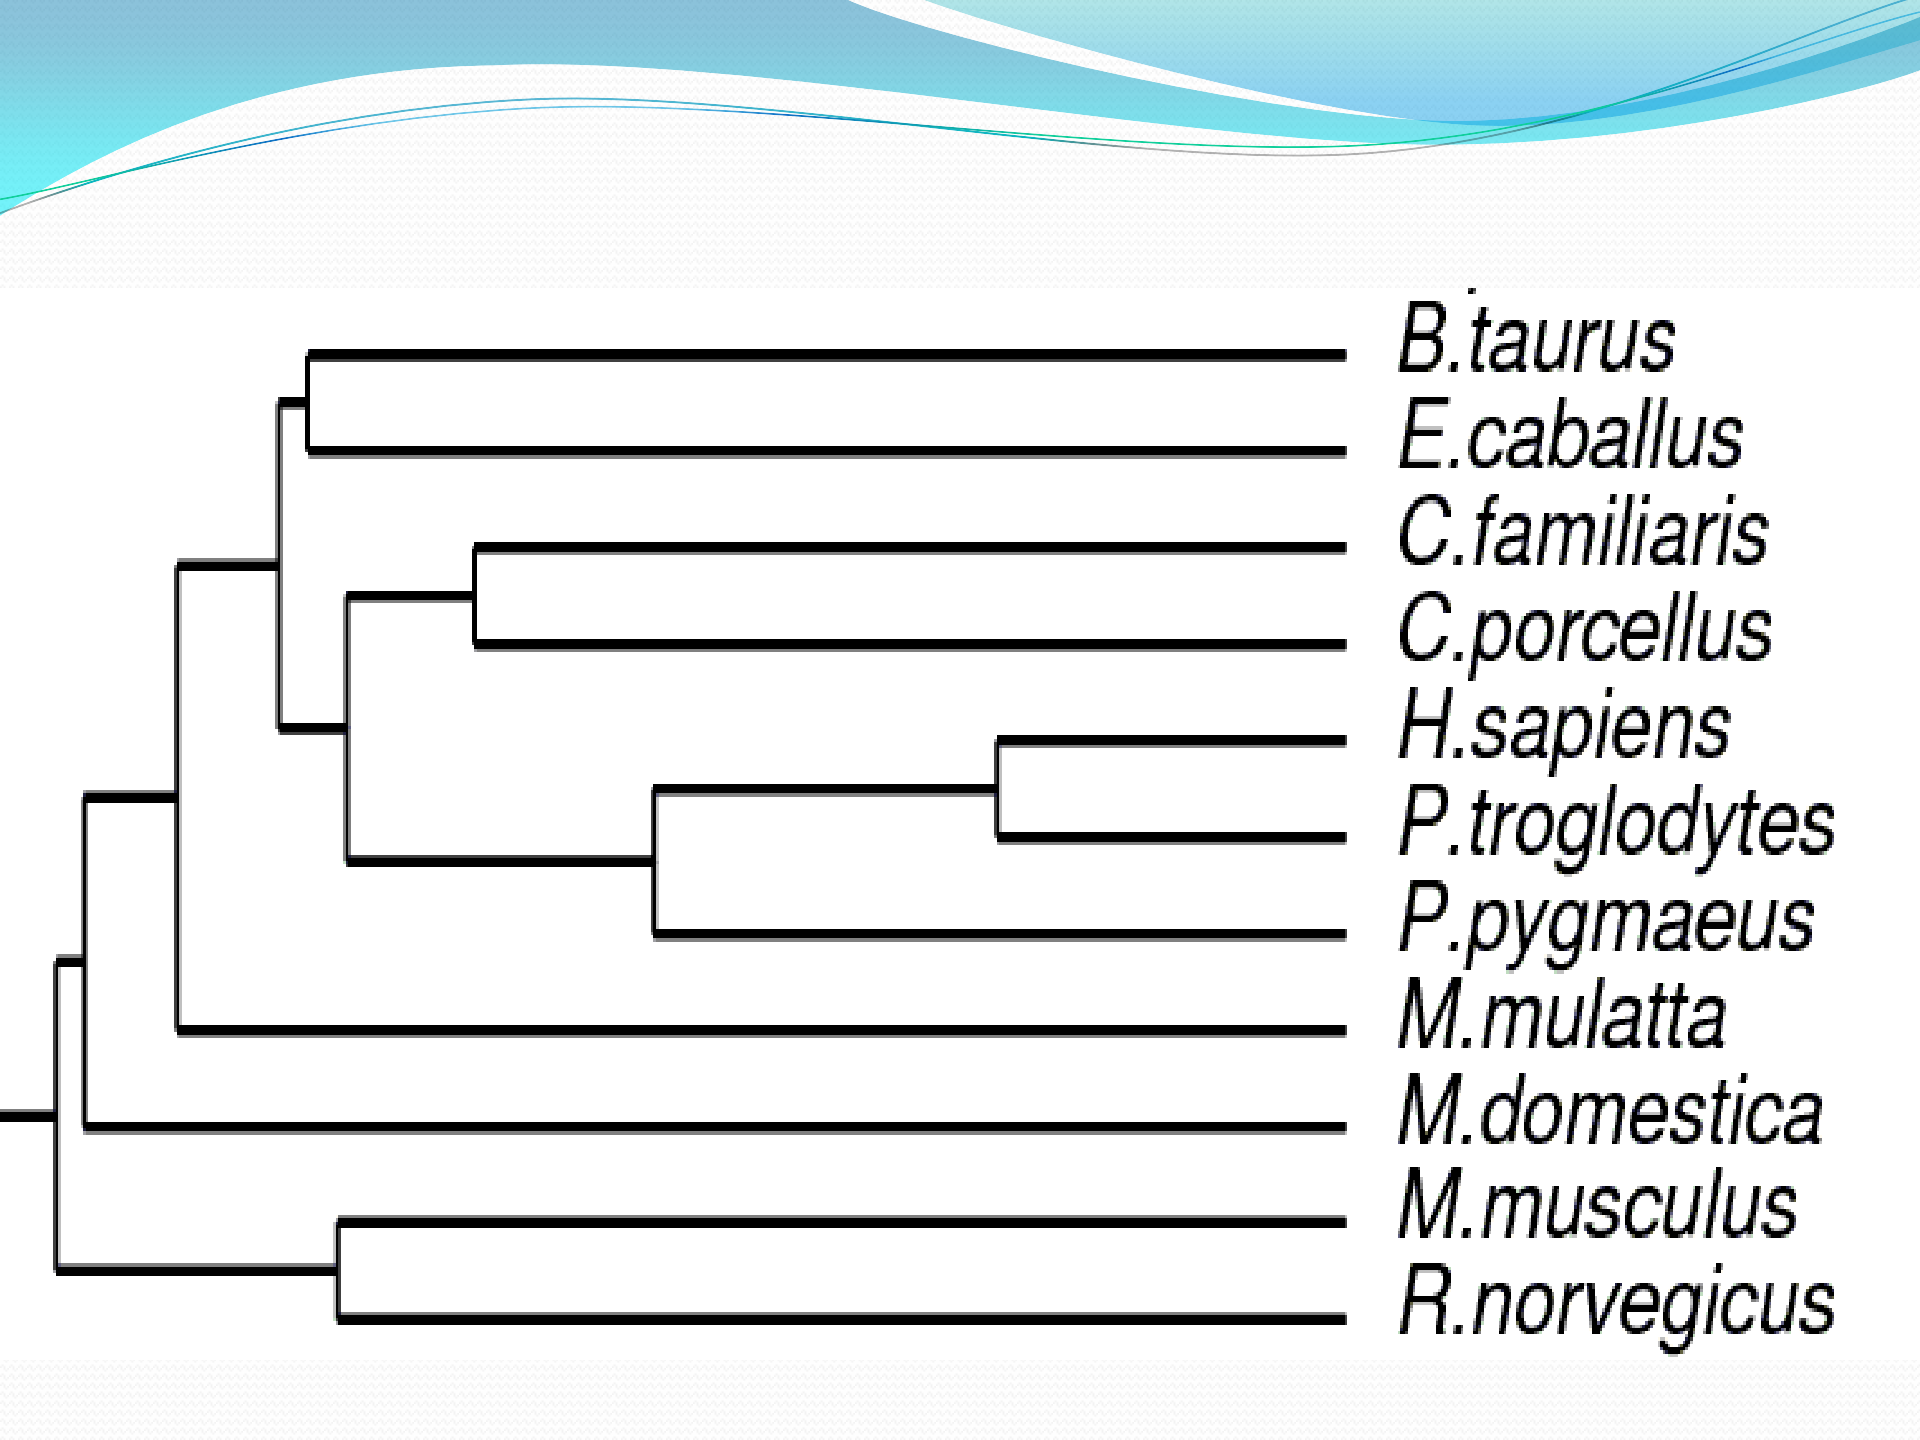 B.taurus
E.caballus
C.familiaris
C.porcellus
H.sapiens
P.troglodytes
P.pygmaeus
M.mulatta
M.domestica
M.musculus
R.norvegicus